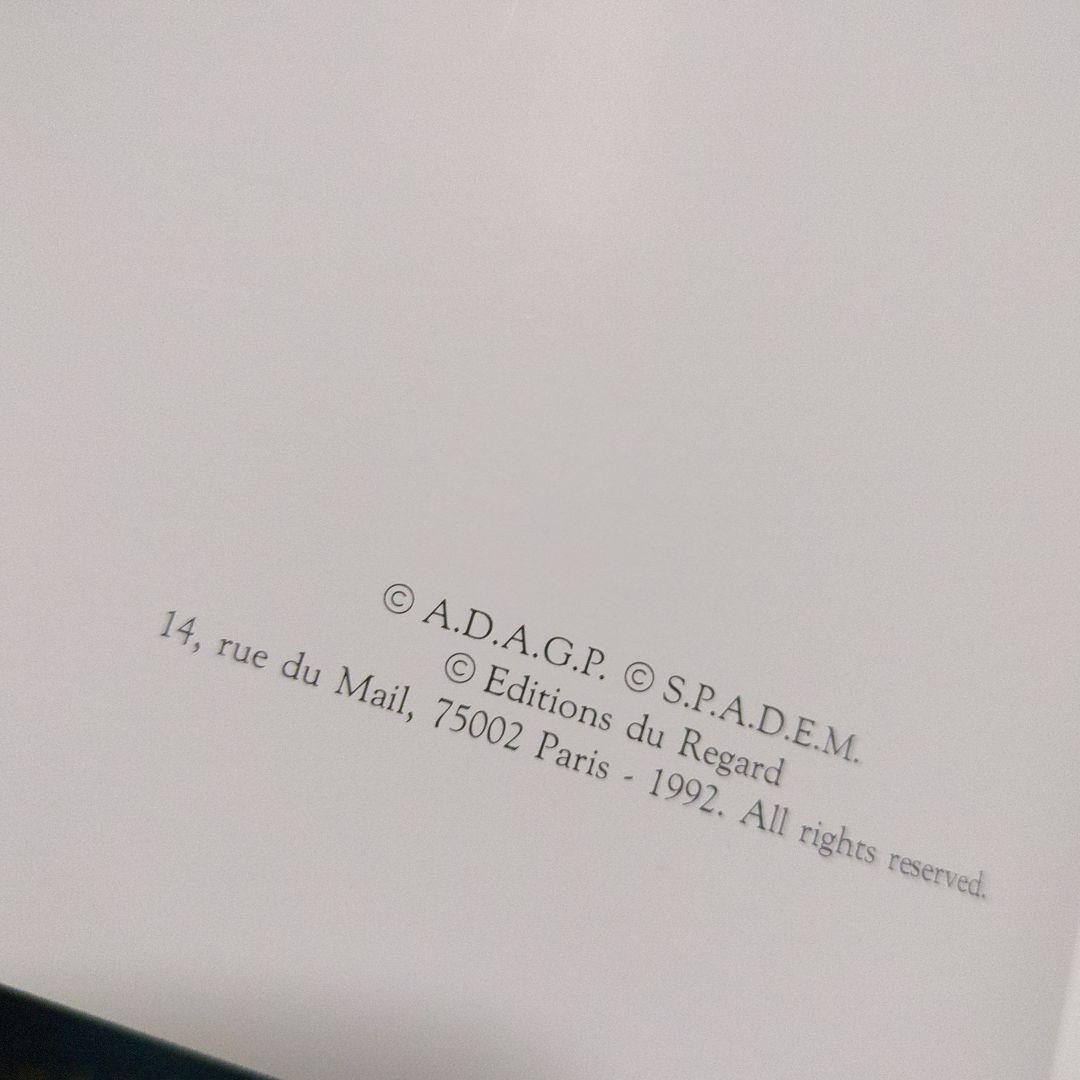 © A.D.A.G.P. © S.P.A.D.E.M.
© Editions du Regard
14, rue du Mail, 75002 Paris - 1992. All rights reserved.